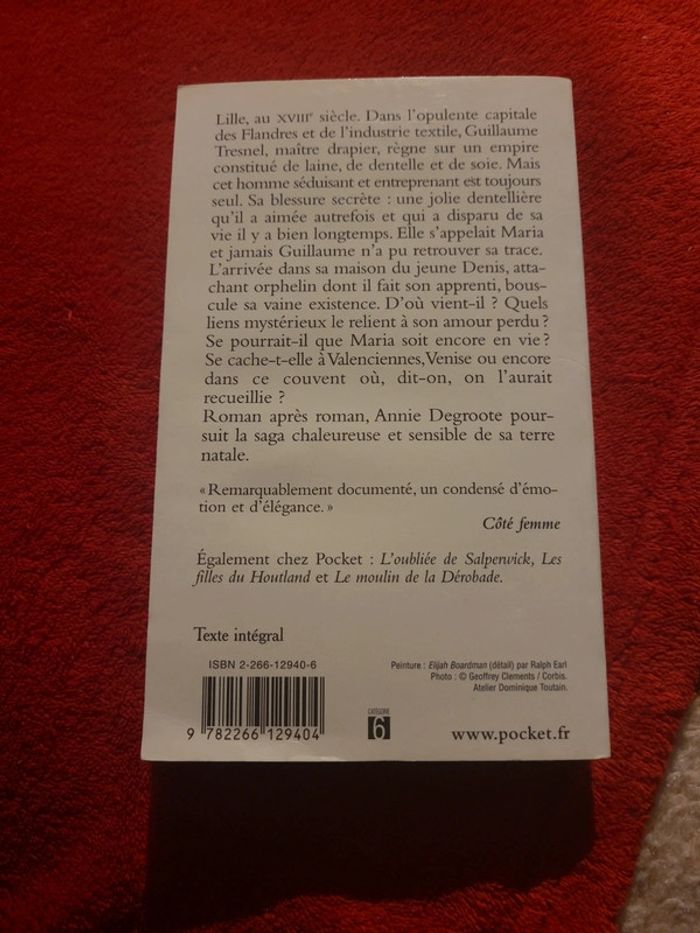 Lille, au XVIIIe siècle. Dans l'opulente capitale
des Flandres et de l'industrie textile, Guillaume
Tresnel, maître drapier, règne sur un empire
constitué de laine, de dentelle et de soie. Mais
cet homme séduisant et entreprenant est toujours
seul. Sa blessure secrète : une jolie dentellière
qu'il a aimée autrefois et qui a disparu de sa
vie il y a bien longtemps. Elle s'appelait Maria
et jamais Guillaume n'a pu retrouver sa trace.
L'arrivée dans sa maison du jeune Denis, atta-
chant orphelin dont il fait son apprenti, bous-
cule sa vaine existence. D'où vient-il ? Quels
liens mystérieux le relient à son amour perdu ?
Se pourrait-il que Maria soit encore en vie ?
Se cache-t-elle à Valenciennes, Venise ou encore
dans ce couvent où, dit-on, on l'aurait
recueillie ?
Roman après roman, Annie Degroote pour-
suit la saga chaleureuse et sensible de sa terre
natale.
« Remarquablement documenté, un condensé d'émo-
tion et d'élégance. »
Côté femme
Également chez Pocket : L'oubliée de Salperwick, Les
filles du Houtland et Le moulin de la Dérobade.
Texte intégral
ISBN 2-266-12940-6
Peinture : Elijah Boardman (détail) par Ralph Earl
Photo : © Geoffrey Clements / Corbis.
Atelier Dominique Toutain.
CATÉGORIE
6
9 782266 129404
www.pocket.fr